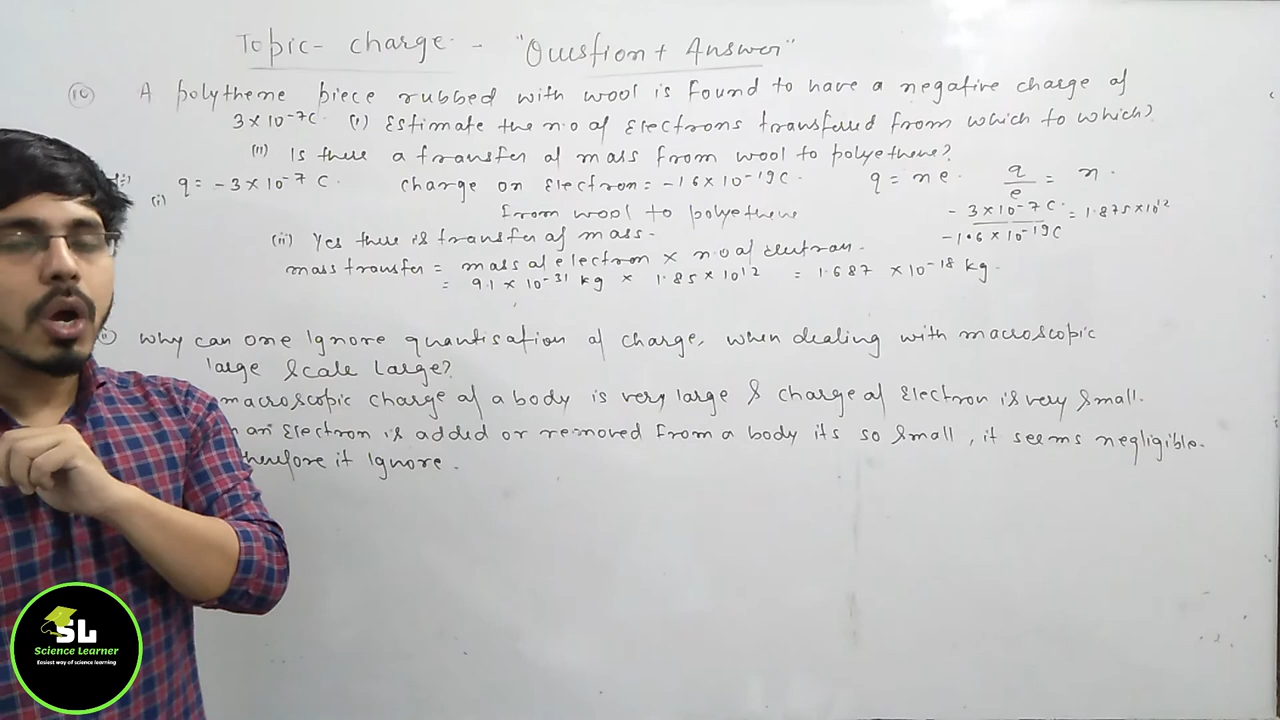 Topic - charge - "Question + Answer"
10 A polythene piece rubbed with wool is found to have a negative charge of
3 × 10⁻⁷C. (i) Estimate the n.o of Electrons transferred from which to which?
(ii) Is there a transfer of mass from wool to polyethene?
(i) q = -3 × 10⁻⁷ C. charge on Electron = -1.6 × 10⁻¹⁹C. q = ne. q/e = n.
From wool to polyethene - 3 × 10⁻⁷ C. / -1.6 × 10⁻¹⁹C = 1.875 × 10¹²
(ii) Yes there is transfer of mass.
mass transfer = mass of electron × n.o of electron.
= 9.1 × 10⁻³¹ kg × 1.85 × 10¹² = 1.687 × 10⁻¹⁸ kg.
Why can one Ignore quantisation of charge, when dealing with macroscopic
large scale large?
macroscopic charge of a body is very large & charge of Electron is very small.
an Electron is added or removed from a body its so small, it seems negligible.
therefore it Ignore.
SL
Science Learner
Easiest way of science learning